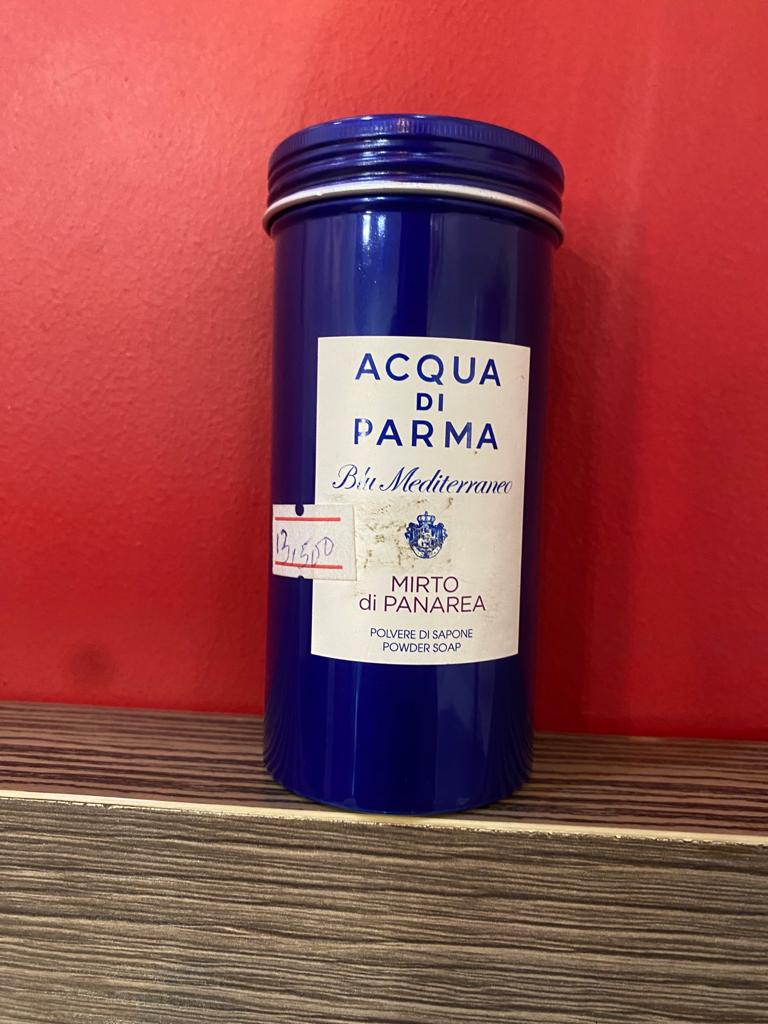 ACQUA
DI
PARMA
Blu Mediterraneo
13,500
MIRTO
di PANAREA
POLVERE DI SAPONE
POWDER SOAP